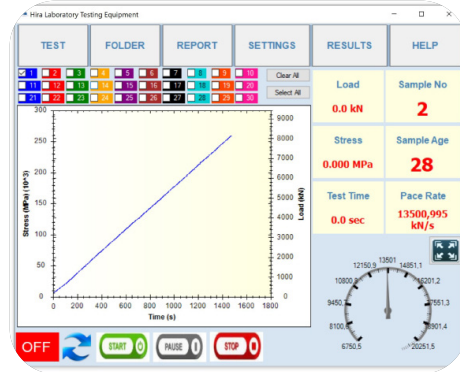 Hira Laboratory Testing Equipment
TEST FOLDER REPORT SETTINGS RESULTS HELP
1 2 3 4 5 6 7 8 9 10 Clear All
11 12 13 14 15 16 17 18 19 20 Select All
21 22 23 24 25 26 27 28 29 30
Load
0.0 kN
Sample No
2
Stress
0.000 MPa
Sample Age
28
Test Time
0.0 sec
Pace Rate
13500,995
kN/s
Stress (MPa) (10^3)
300
250
200
150
100
50
0
9000
8000
7000
6000
5000
4000
3000
2000
1000
0
Load (kN)
0 200 400 600 800 1000 1200 1400 1600 1800
Time (s)
6750,5
8100,6
9450,7
10800,8
12150,9
13501
14851,1
16201,2
17551,3
18901,4
20251,5
OFF START PAUSE STOP